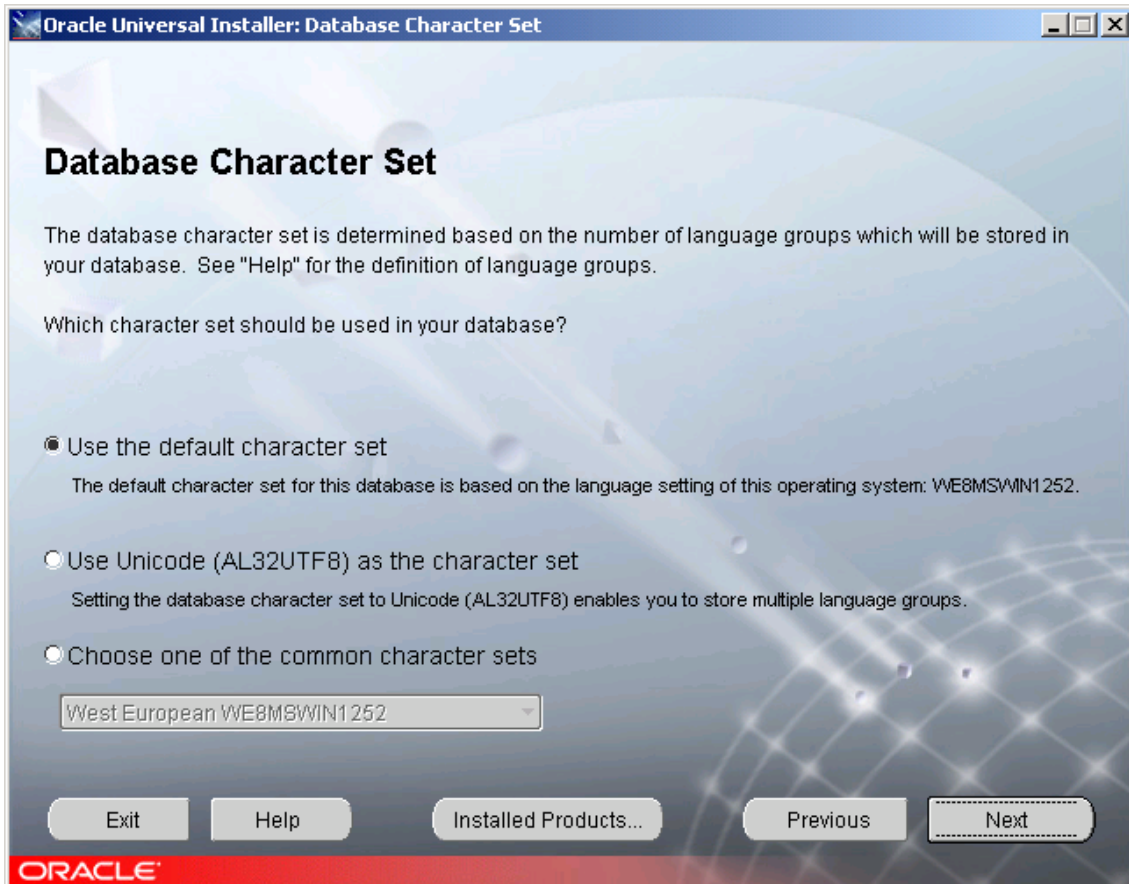 Oracle Universal Installer: Database Character Set
Database Character Set
The database character set is determined based on the number of language groups which will be stored in
your database. See "Help" for the definition of language groups.
Which character set should be used in your database?
Use the default character set
The default character set for this database is based on the language setting of this operating system: WE8MSWIN1252.
Use Unicode (AL32UTF8) as the character set
Setting the database character set to Unicode (AL32UTF8) enables you to store multiple language groups.
Choose one of the common character sets
West European WE8MSWIN1252
Exit Help Installed Products... Previous Next
ORACLE